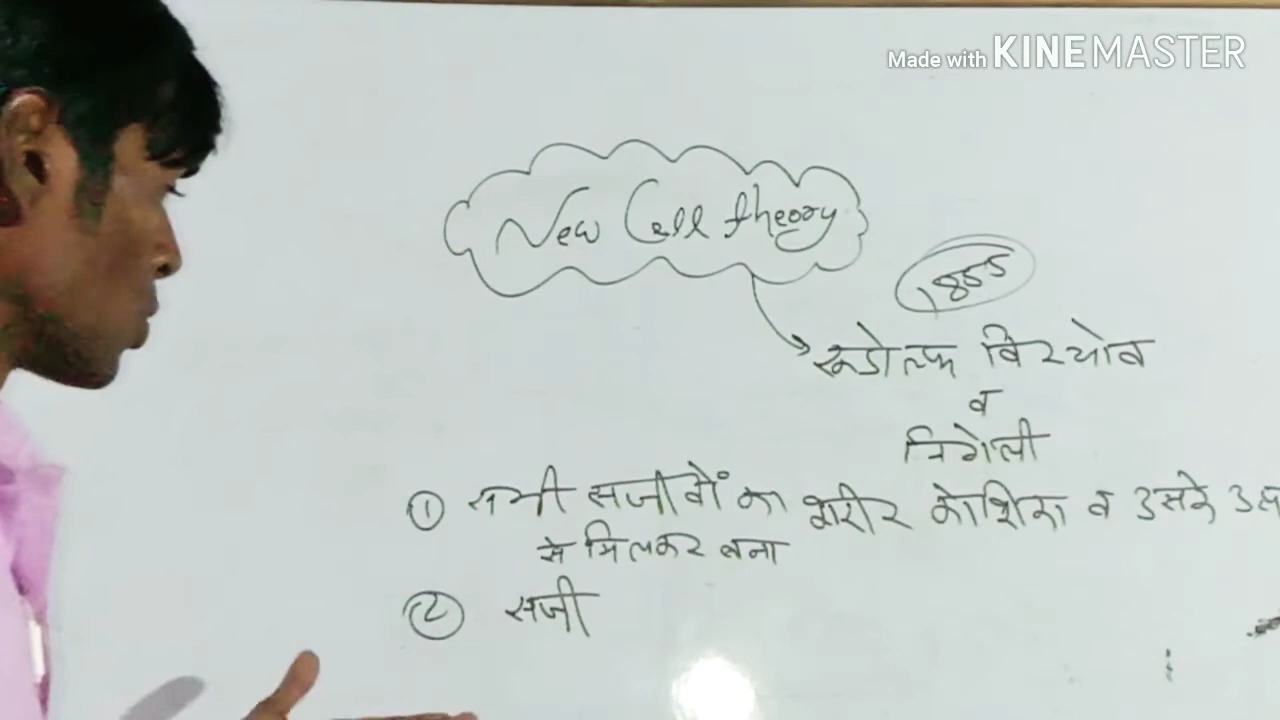 Made with KINEMASTER
New Cell theory
1855
रूडोल्फ विरचोव
व
निगेली
① सभी सजीवों का शरीर कोशिका व उसके
से मिलकर बना
② सजी